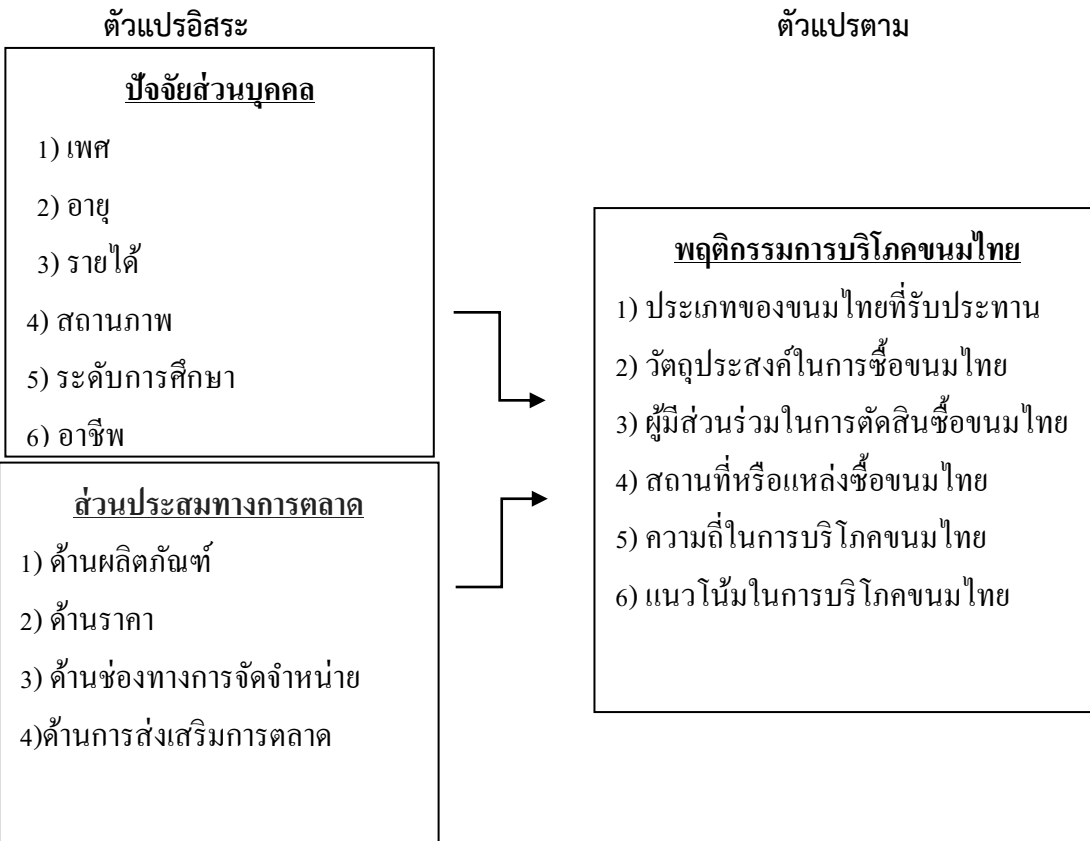 ตัวแปรอิสระ
ตัวแปรตาม
ปัจจัยส่วนบุคคล
1) เพศ
2) อายุ
3) รายได้
4) สถานภาพ
5) ระดับการศึกษา
6) อาชีพ
ส่วนประสมทางการตลาด
1) ด้านผลิตภัณฑ์
2) ด้านราคา
3) ด้านช่องทางการจัดจำหน่าย
4)ด้านการส่งเสริมการตลาด
พฤติกรรมการบริโภคขนมไทย
1) ประเภทของขนมไทยที่รับประทาน
2) วัตถุประสงค์ในการซื้อขนมไทย
3) ผู้มีส่วนร่วมในการตัดสินซื้อขนมไทย
4) สถานที่หรือแหล่งซื้อขนมไทย
5) ความถี่ในการบริโภคขนมไทย
6) แนวโน้มในการบริโภคขนมไทย